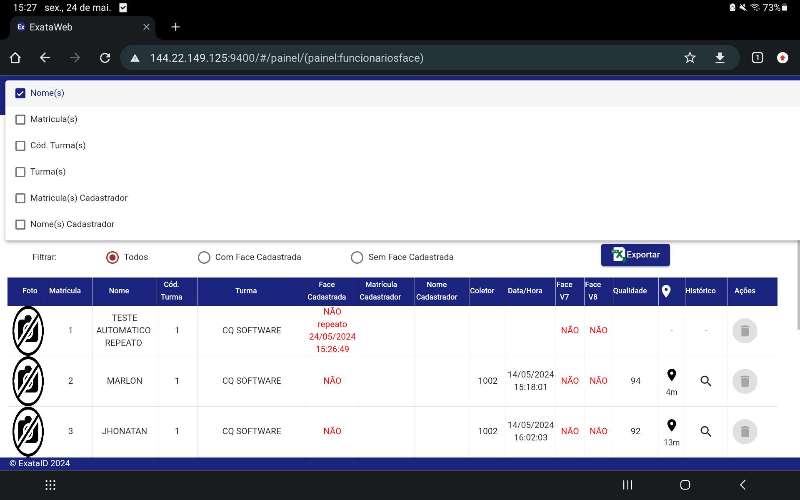 15:27 sex., 24 de mai.
73%
Ex ExataWeb
144.22.149.125:9400/#/painel/(painel:funcionariosface)
1
Nome(s)
Matricula(s)
Cód. Turma(s)
Turma(s)
Matricula(s) Cadastrador
Nome(s) Cadastrador
Filtrar: Todos Com Face Cadastrada Sem Face Cadastrada Exportar
Foto Matrícula Nome Cód. Turma Turma Face Cadastrada Matrícula Cadastrador Nome Cadastrador Coletor Data/Hora Face V7 Face V8 Qualidade Histórico Ações
1 TESTE AUTOMATICO REPEATO 1 CQ SOFTWARE NÃO repeato 24/05/2024 15:26:49 NÃO NÃO - -
2 MARLON 1 CQ SOFTWARE NÃO 1002 14/05/2024 15:18:01 NÃO NÃO 94 4m
3 JHONATAN 1 CQ SOFTWARE NÃO 1002 14/05/2024 16:02:03 NÃO NÃO 92 13m
© ExataID 2024